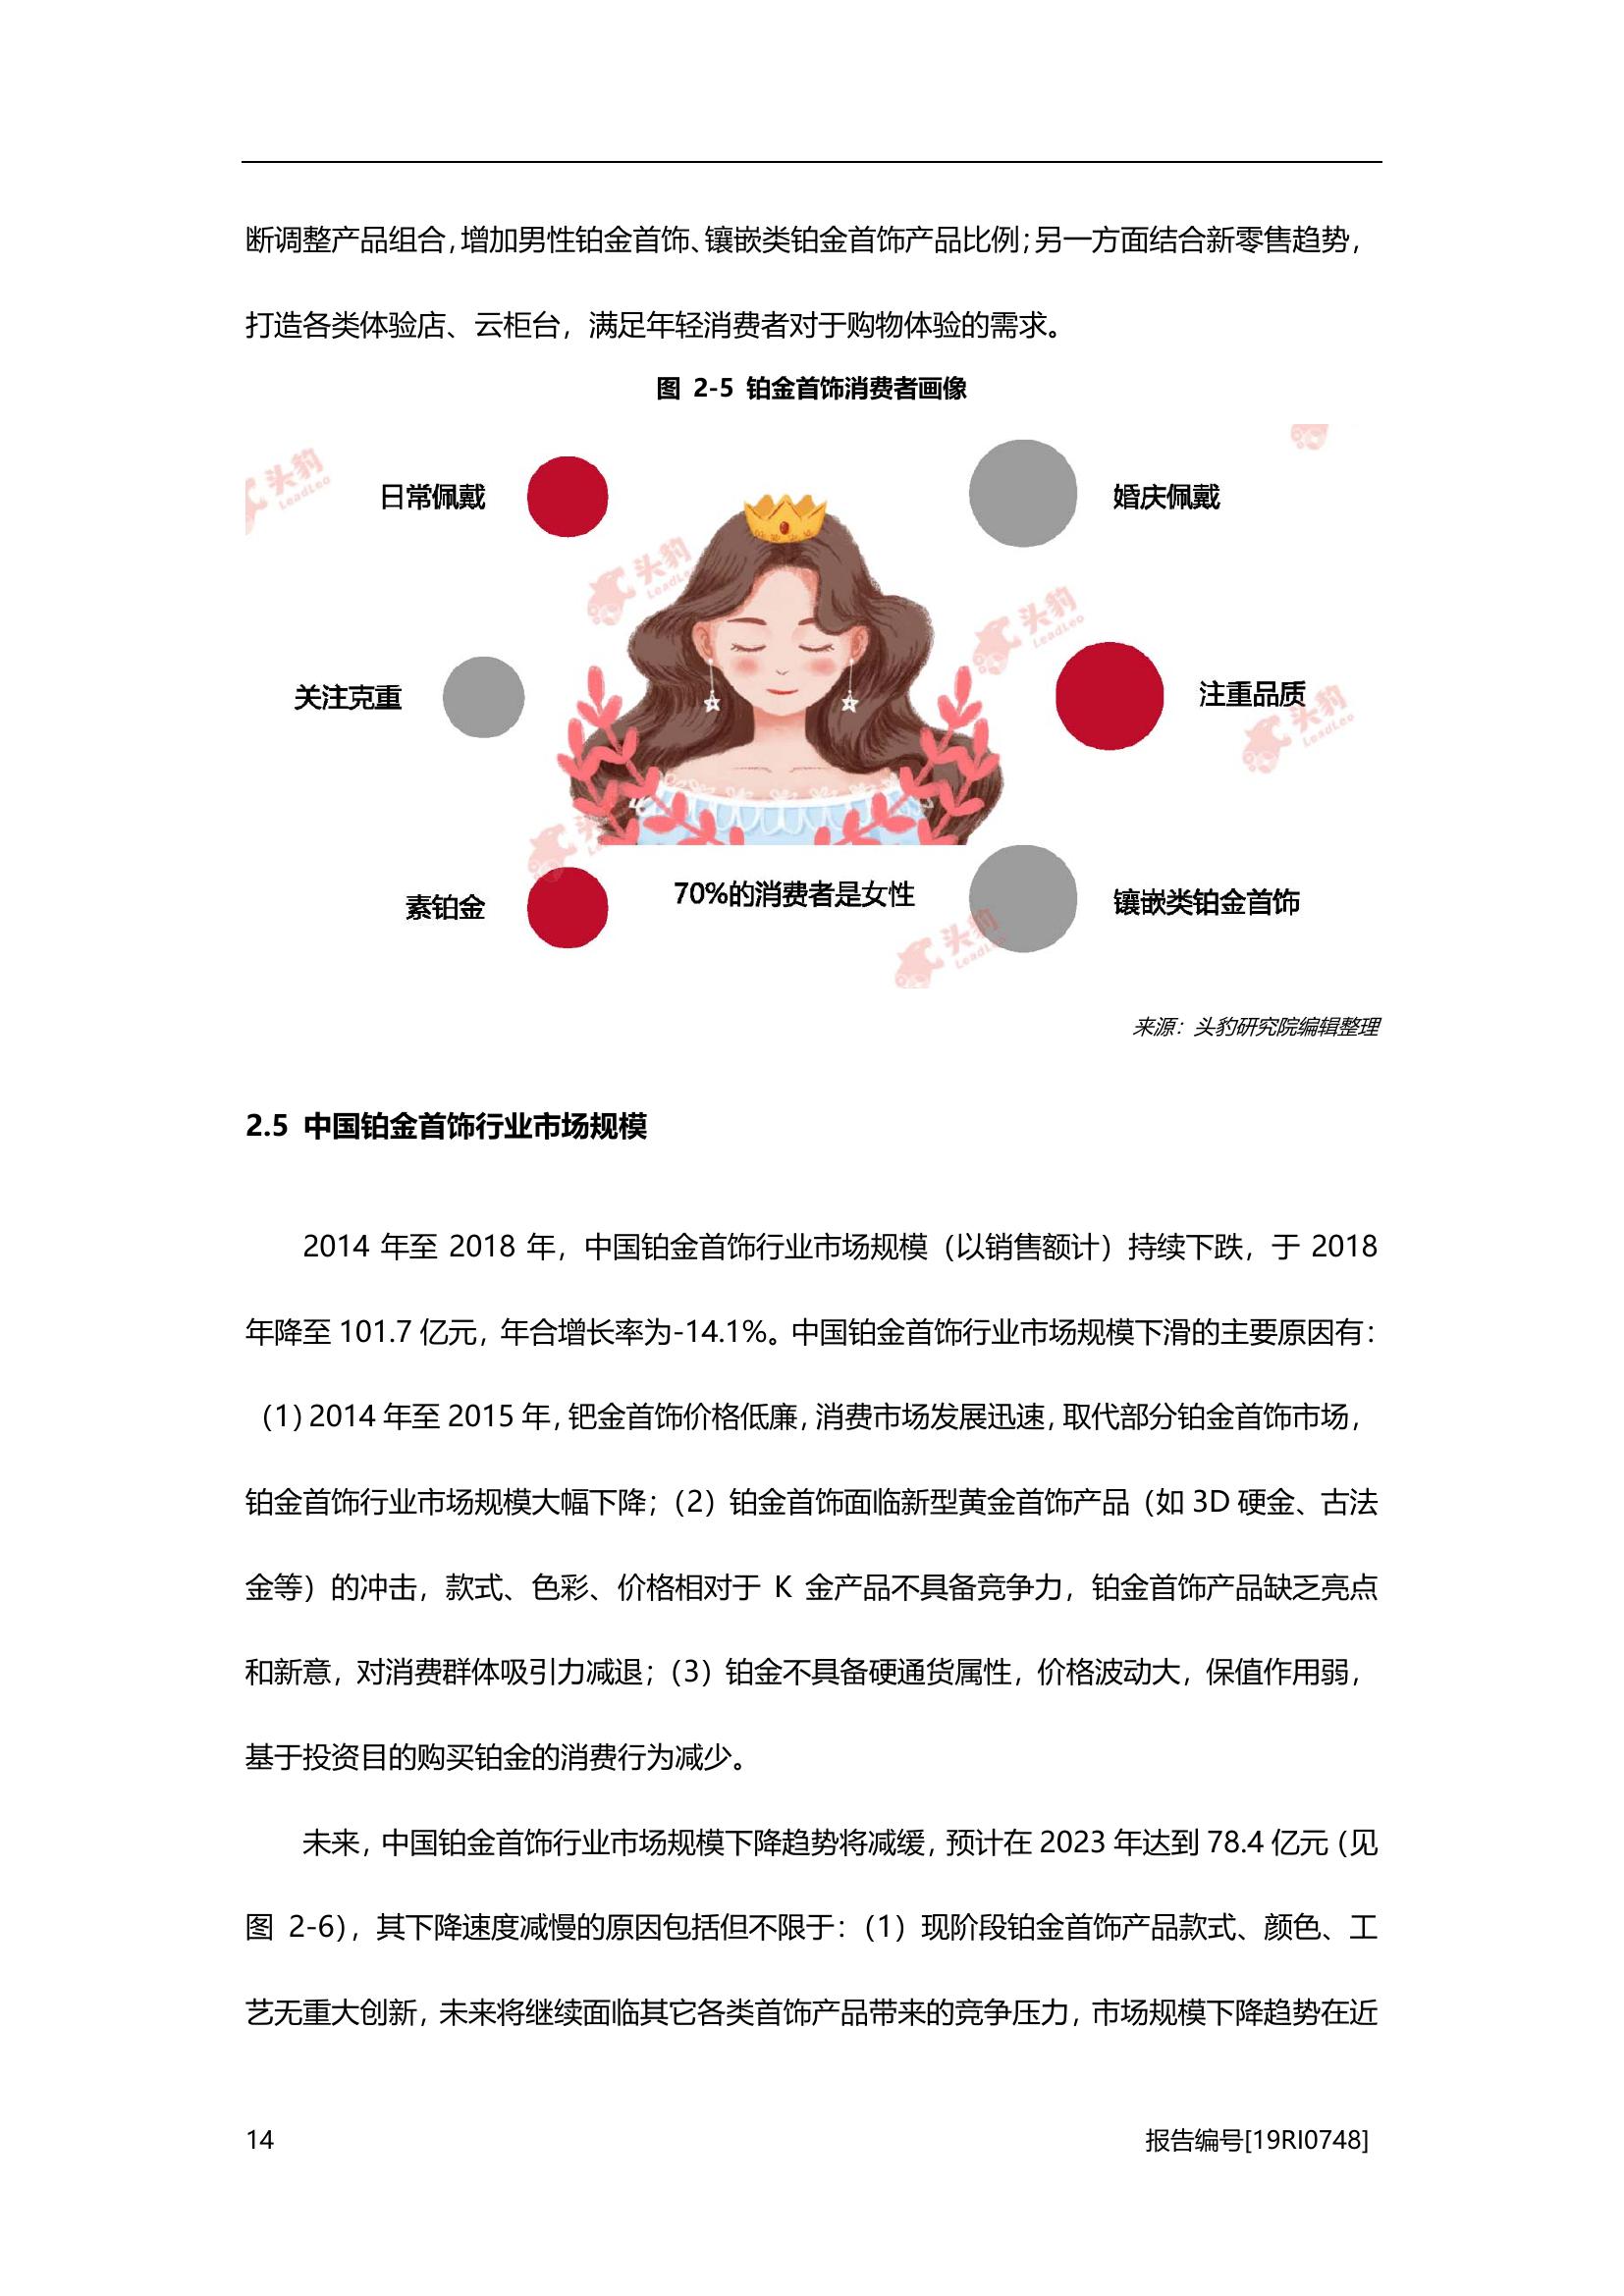 断调整产品组合，增加男性铂金首饰、镶嵌类铂金首饰产品比例；另一方面结合新零售趋势，
打造各类体验店、云柜台，满足年轻消费者对于购物体验的需求。
图 2-5 铂金首饰消费者画像
头豹
LeadLeo
日常佩戴
婚庆佩戴
头豹
LeadLeo
头豹
LeadLeo
关注克重
注重品质
头豹
LeadLeo
素铂金
70%的消费者是女性
镶嵌类铂金首饰
头豹
来源：头豹研究院编辑整理
2.5 中国铂金首饰行业市场规模
2014 年至 2018 年，中国铂金首饰行业市场规模（以销售额计）持续下跌，于 2018
年降至 101.7 亿元，年合增长率为-14.1%。中国铂金首饰行业市场规模下滑的主要原因有：
（1）2014 年至 2015 年，钯金首饰价格低廉，消费市场发展迅速，取代部分铂金首饰市场，
铂金首饰行业市场规模大幅下降；（2）铂金首饰面临新型黄金首饰产品（如 3D 硬金、古法
金等）的冲击，款式、色彩、价格相对于 K 金产品不具备竞争力，铂金首饰产品缺乏亮点
和新意，对消费群体吸引力减退；（3）铂金不具备硬通货属性，价格波动大，保值作用弱，
基于投资目的购买铂金的消费行为减少。
未来，中国铂金首饰行业市场规模下降趋势将减缓，预计在 2023 年达到 78.4 亿元（见
图 2-6），其下降速度减慢的原因包括但不限于：（1）现阶段铂金首饰产品款式、颜色、工
艺无重大创新，未来将继续面临其它各类首饰产品带来的竞争压力，市场规模下降趋势在近
14
报告编号[19RI0748]